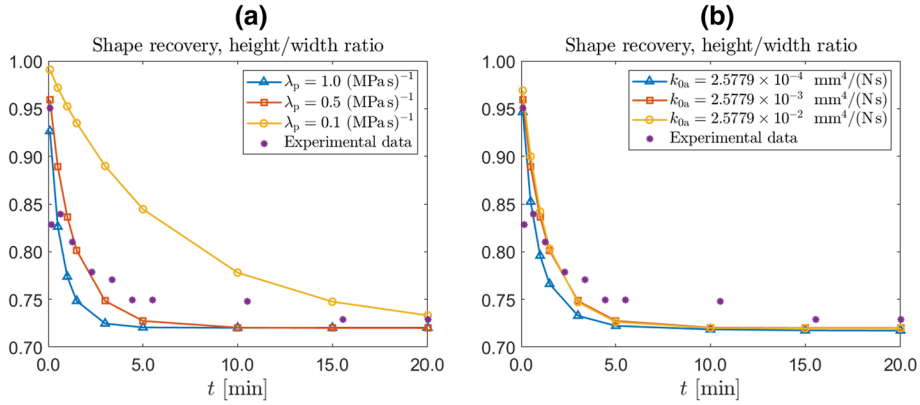 (a)
Shape recovery, height/width ratio
λp = 1.0 (MPa s)⁻¹
λp = 0.5 (MPa s)⁻¹
λp = 0.1 (MPa s)⁻¹
Experimental data
1.00
0.95
0.90
0.85
0.80
0.75
0.70
0.0 5.0 10.0 15.0 20.0
t [min]
(b)
Shape recovery, height/width ratio
k0a = 2.5779 × 10⁻⁴ mm⁴/(Ns)
k0a = 2.5779 × 10⁻³ mm⁴/(Ns)
k0a = 2.5779 × 10⁻² mm⁴/(Ns)
Experimental data
1.00
0.95
0.90
0.85
0.80
0.75
0.70
0.0 5.0 10.0 15.0 20.0
t [min]